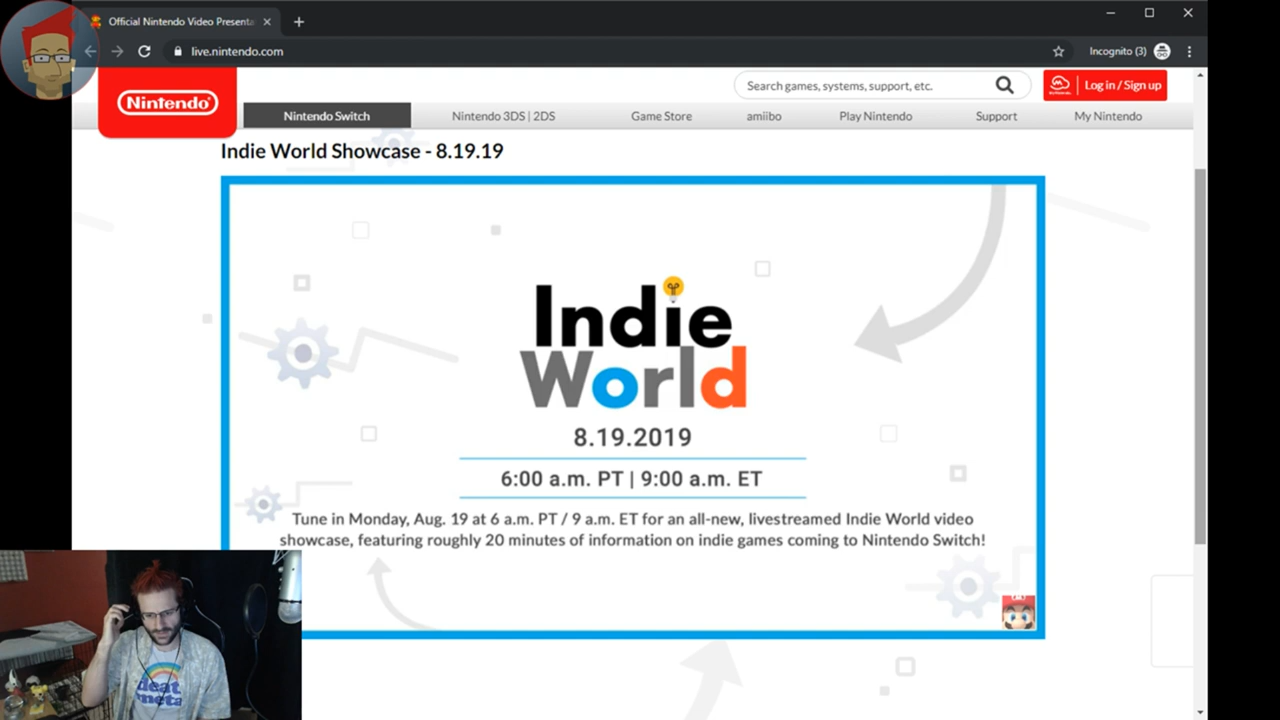 Official Nintendo Video Presenta
live.nintendo.com
Incognito (3)
Nintendo
Search games, systems, support, etc.
Log in / Sign up
Nintendo Switch
Nintendo 3DS | 2DS
Game Store
amiibo
Play Nintendo
Support
My Nintendo
Indie World Showcase - 8.19.19
Indie
World
8.19.2019
6:00 a.m. PT | 9:00 a.m. ET
Tune in Monday, Aug. 19 at 6 a.m. PT / 9 a.m. ET for an all-new, livestreamed Indie World video
showcase, featuring roughly 20 minutes of information on indie games coming to Nintendo Switch!
death
metal